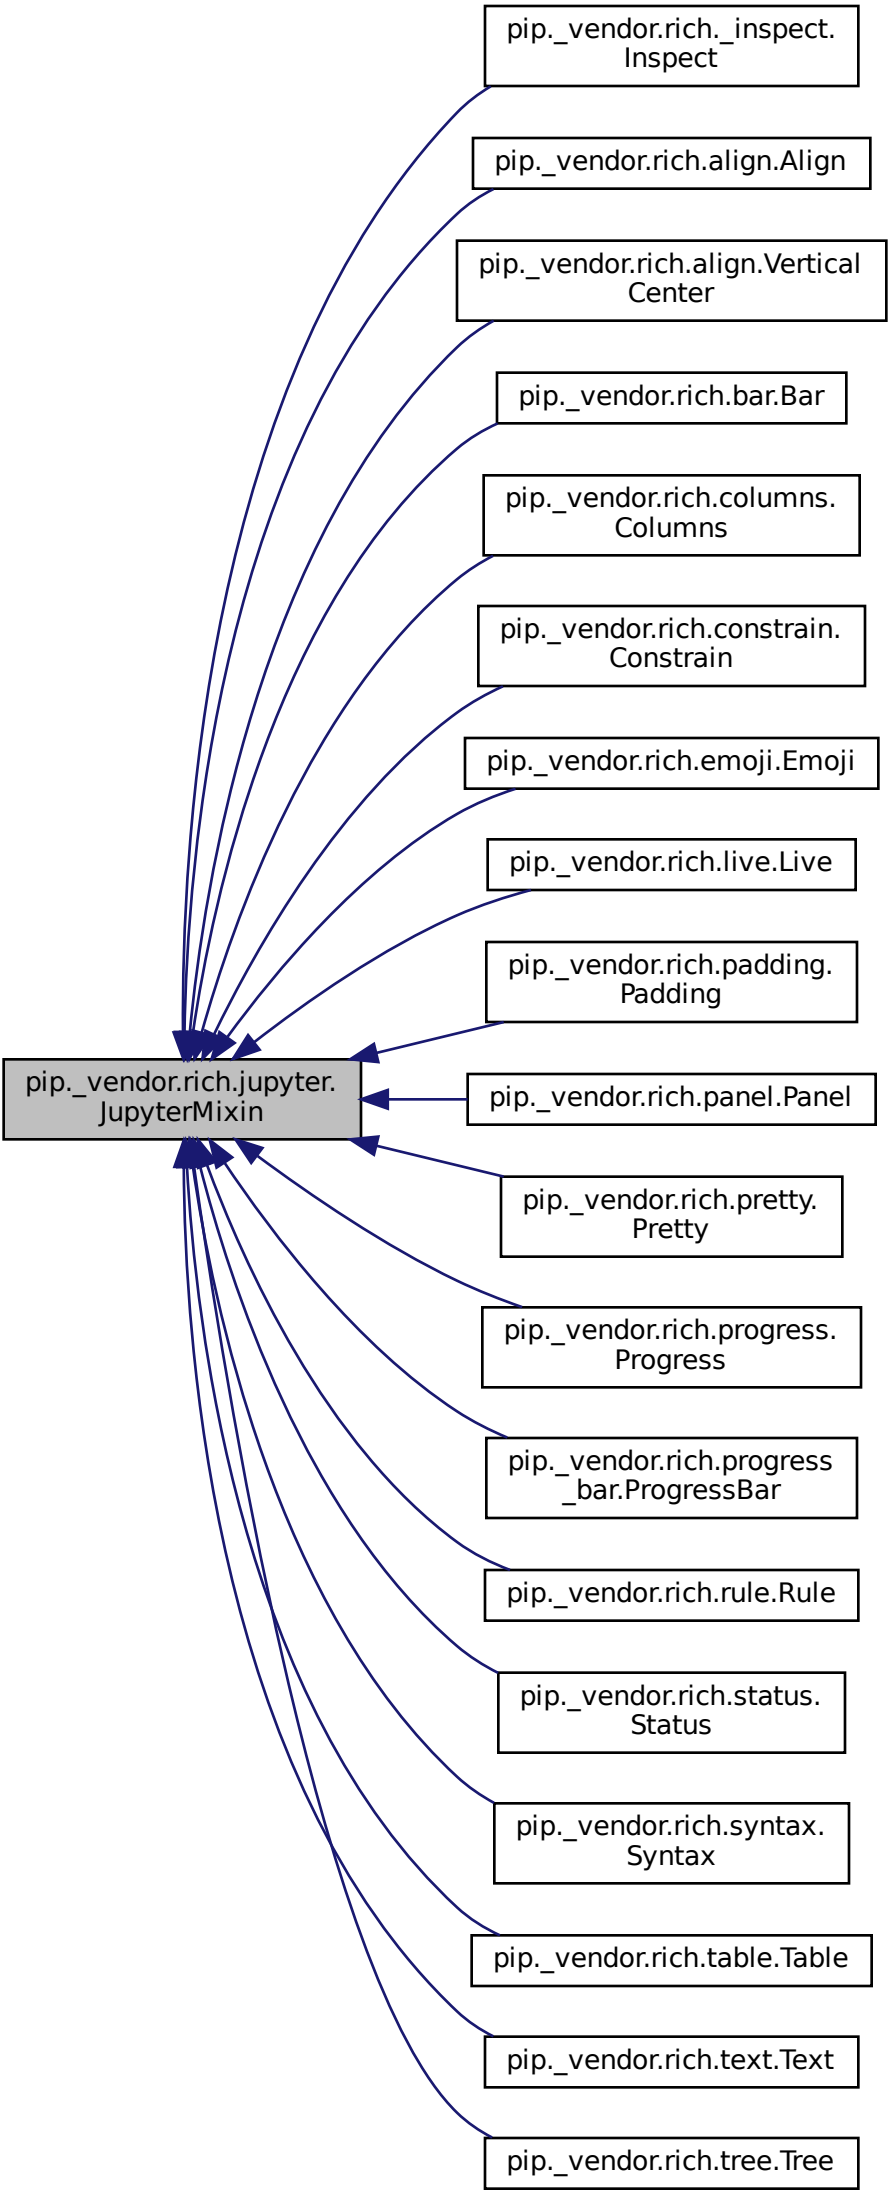 pip._vendor.rich._inspect.
Inspect
pip._vendor.rich.align.Align
pip._vendor.rich.align.Vertical
Center
pip._vendor.rich.bar.Bar
pip._vendor.rich.columns.
Columns
pip._vendor.rich.constrain.
Constrain
pip._vendor.rich.emoji.Emoji
pip._vendor.rich.live.Live
pip._vendor.rich.padding.
Padding
pip._vendor.rich.jupyter.
JupyterMixin
pip._vendor.rich.panel.Panel
pip._vendor.rich.pretty.
Pretty
pip._vendor.rich.progress.
Progress
pip._vendor.rich.progress
_bar.ProgressBar
pip._vendor.rich.rule.Rule
pip._vendor.rich.status.
Status
pip._vendor.rich.syntax.
Syntax
pip._vendor.rich.table.Table
pip._vendor.rich.text.Text
pip._vendor.rich.tree.Tree